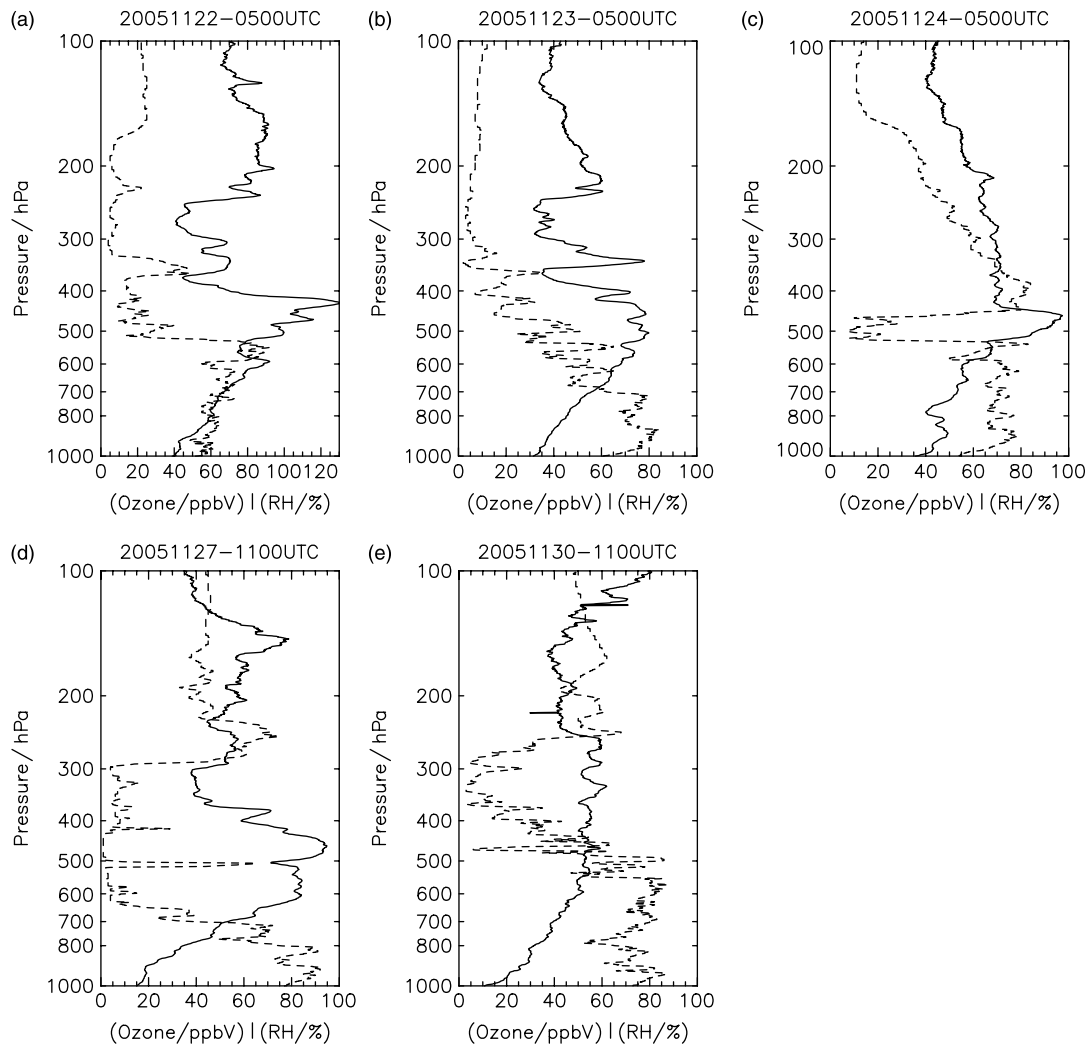 (a) 20051122-0500UTC
100
200
300
400
500
600
700
800
1000
Pressure/hPa
0 20 40 60 80 100 120
(Ozone/ppbV) | (RH/%)
(b) 20051123-0500UTC
100
200
300
400
500
600
700
800
1000
Pressure/hPa
0 20 40 60 80 100
(Ozone/ppbV) | (RH/%)
(c) 20051124-0500UTC
100
200
300
400
500
600
700
800
1000
Pressure/hPa
0 20 40 60 80 100
(Ozone/ppbV) | (RH/%)
(d) 20051127-1100UTC
100
200
300
400
500
600
700
800
1000
Pressure/hPa
0 20 40 60 80 100
(Ozone/ppbV) | (RH/%)
(e) 20051130-1100UTC
100
200
300
400
500
600
700
800
1000
Pressure/hPa
0 20 40 60 80 100
(Ozone/ppbV) | (RH/%)